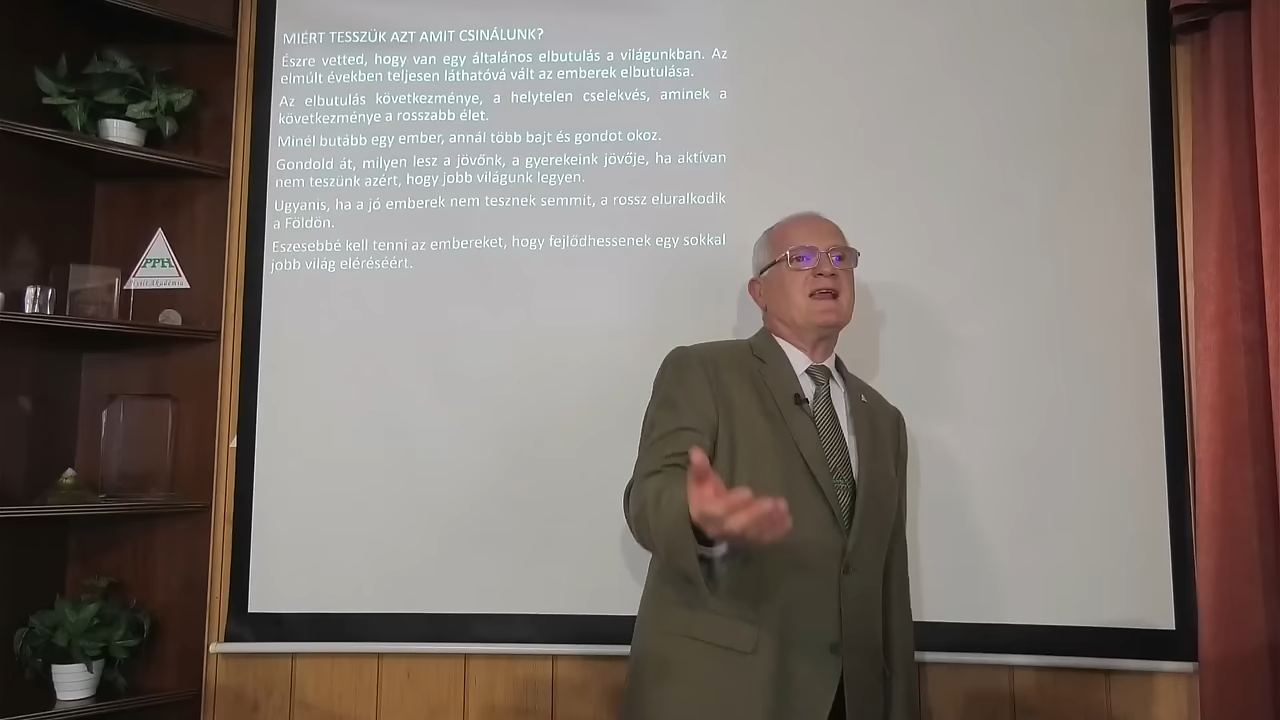 MIÉRT TESSZÜK AZT AMIT CSINÁLUNK?
Észre vetted, hogy van egy általános elbutulás a világunkban. Az
elmúlt években teljesen láthatóvá vált az emberek elbutulása.
Az elbutulás következménye, a helytelen cselekvés, aminek a
következménye a rosszabb élet.
Minél butább egy ember, annál több bajt és gondot okoz.
Gondold át, milyen lesz a jövőnk, a gyerekeink jövője, ha aktívan
nem teszünk azért, hogy jobb világunk legyen.
Ugyanis, ha a jó emberek nem tesznek semmit, a rossz eluralkodik
a Földön.
Eszesebbé kell tenni az embereket, hogy fejlődhessenek egy sokkal
jobb világ eléréséért.
PPH
Nyílt Akadémia